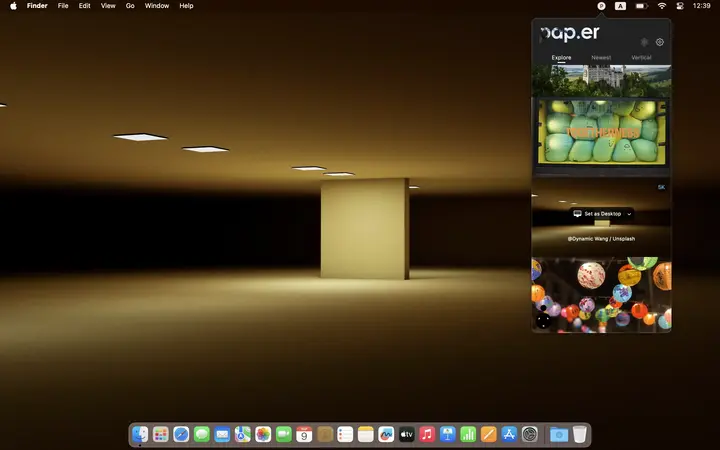 Finder File Edit View Go Window Help
A 12:39
pap.er
Explore Newest Vertical
5K
Set as Desktop
@Dynamic Wang / Unsplash
9
tv